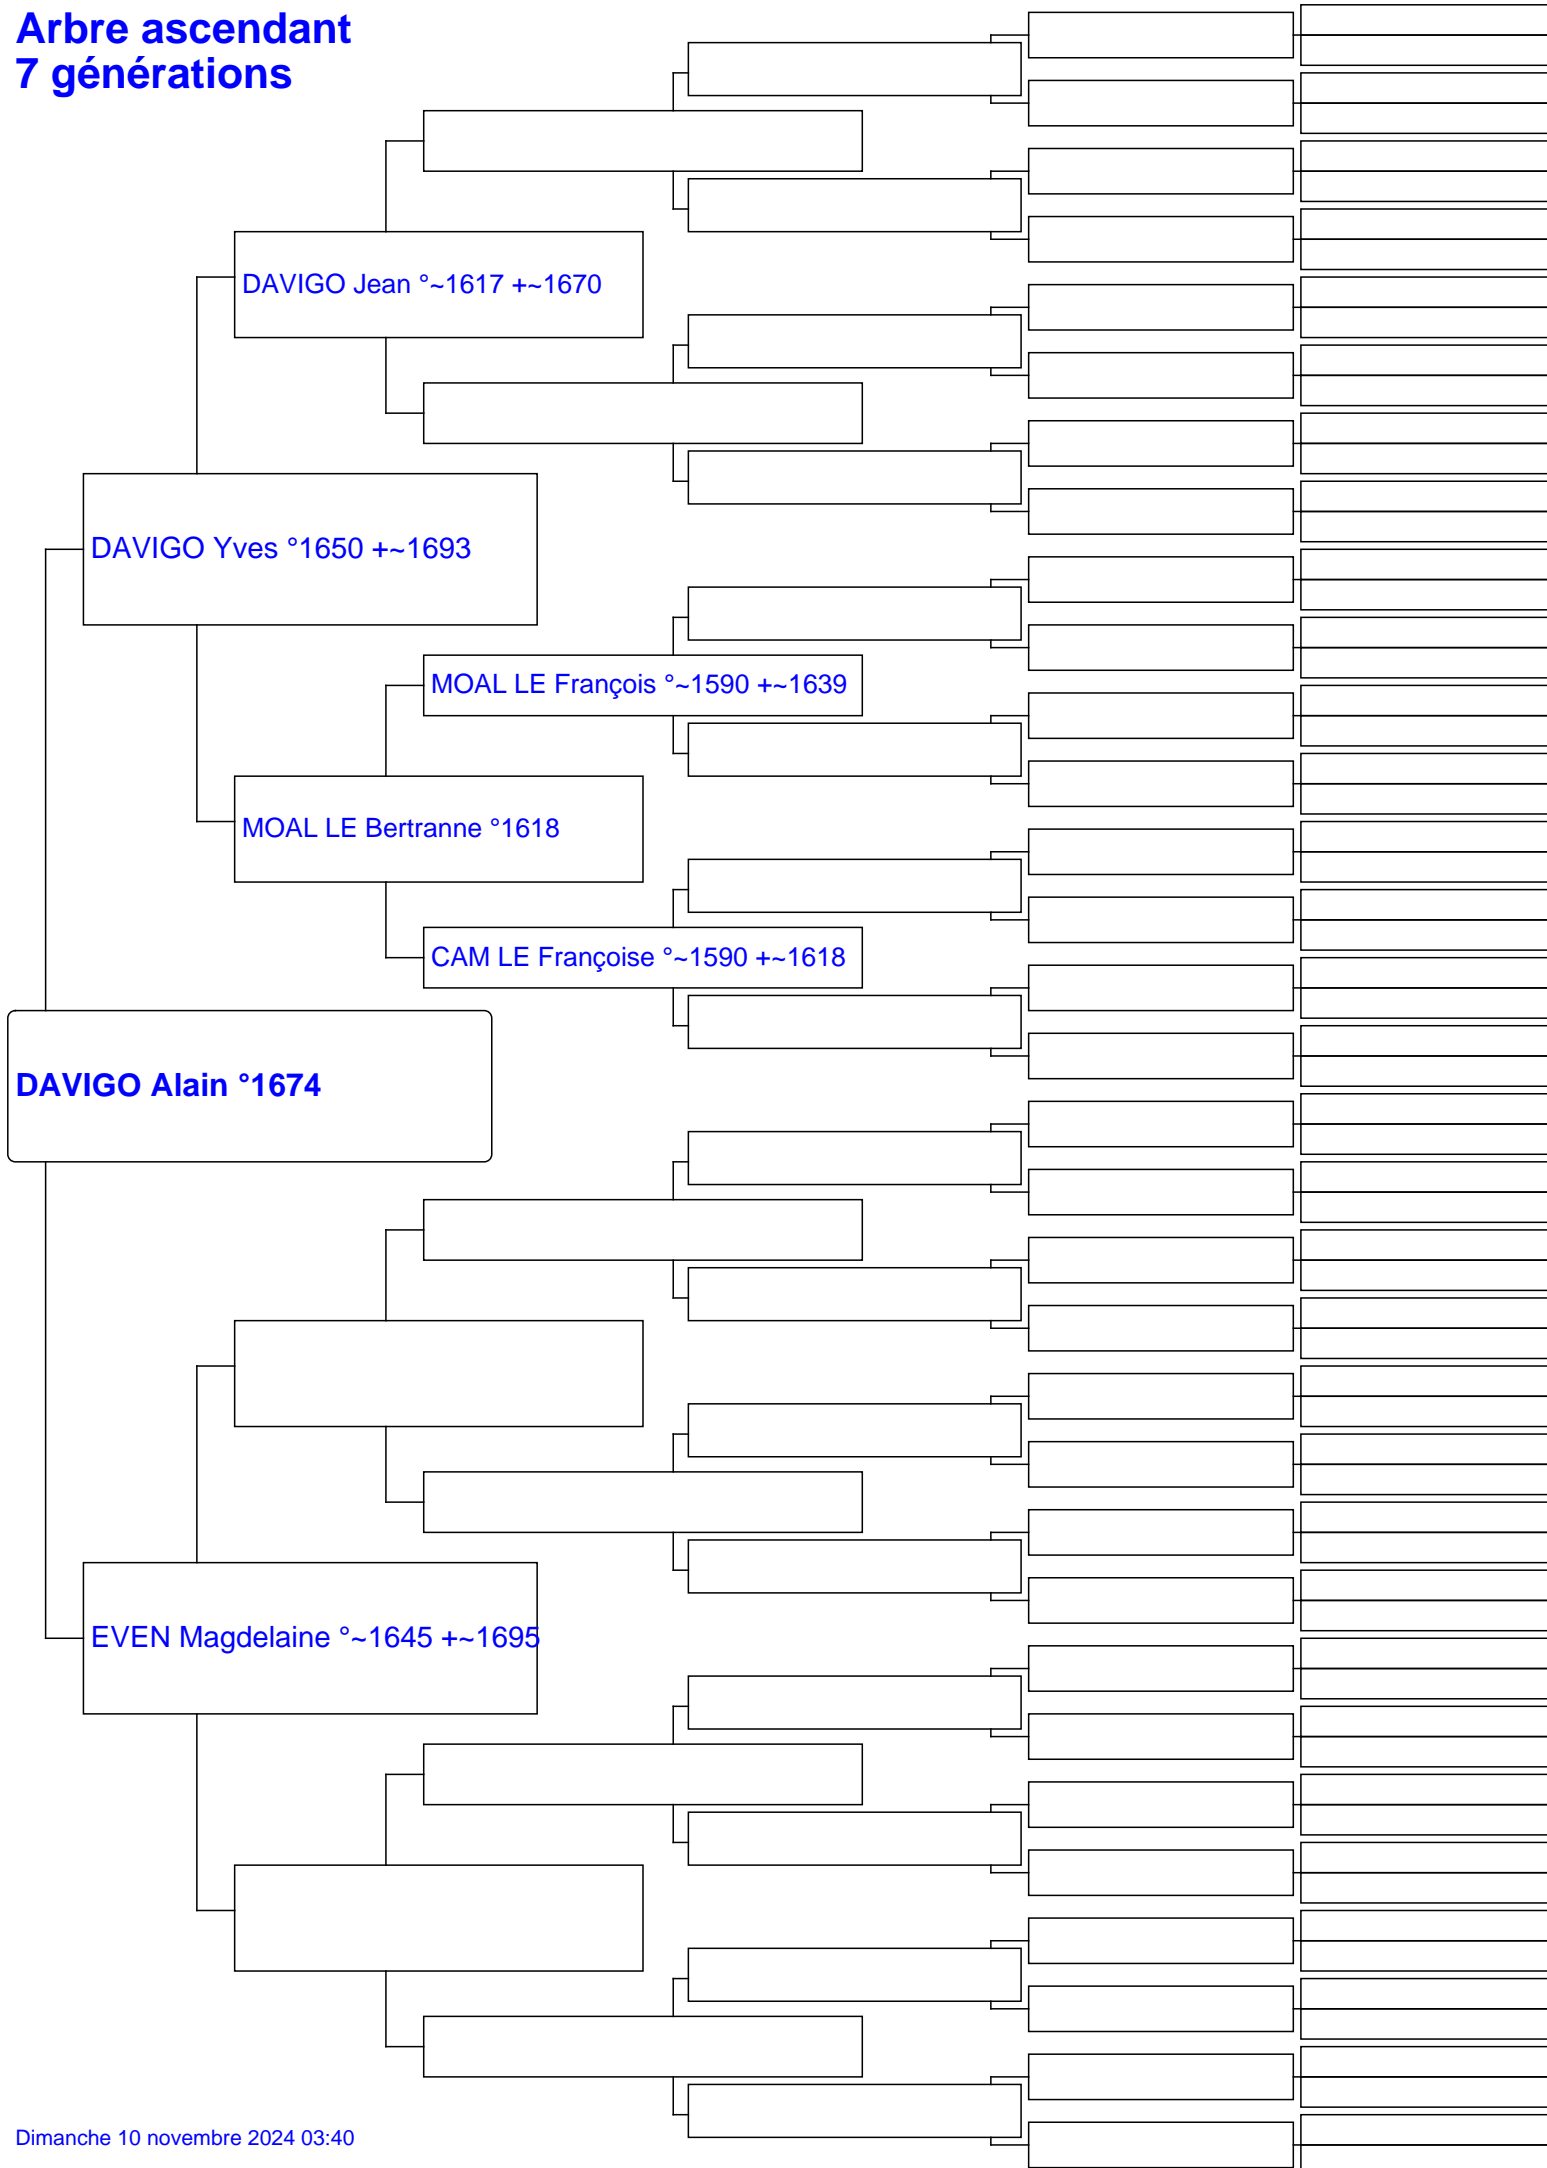 Arbre ascendant
7 générations
DAVIGO Jean °~1617 +~1670
DAVIGO Yves °1650 +~1693
MOAL LE François °~1590 +~1639
MOAL LE Bertranne °1618
CAM LE Françoise °~1590 +~1618
DAVIGO Alain °1674
EVEN Magdelaine °~1645 +~1695
Dimanche 10 novembre 2024 03:40